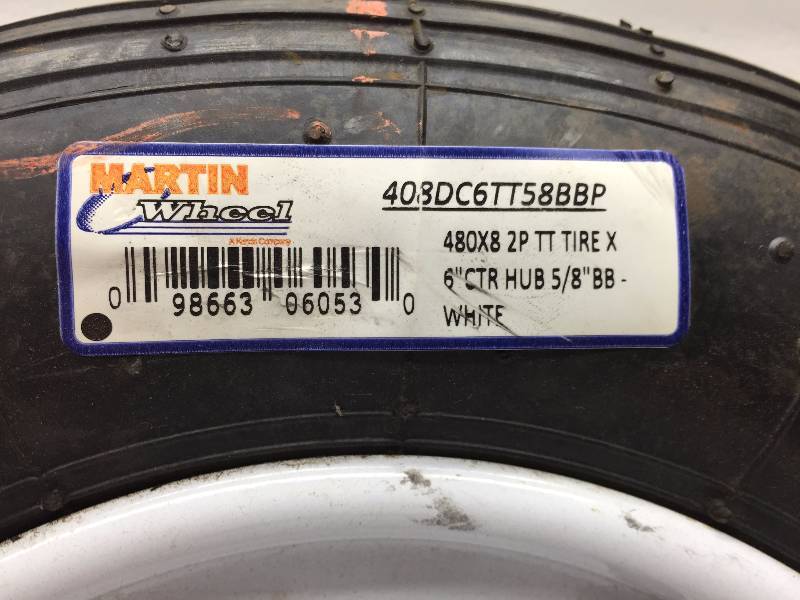 MARTIN
Wheel
A Kenda Company
408DC6TT58BBP
480X8 2P TT TIRE X
6"CTR HUB 5/8"BB -
WHITE
0 98663 06053 0